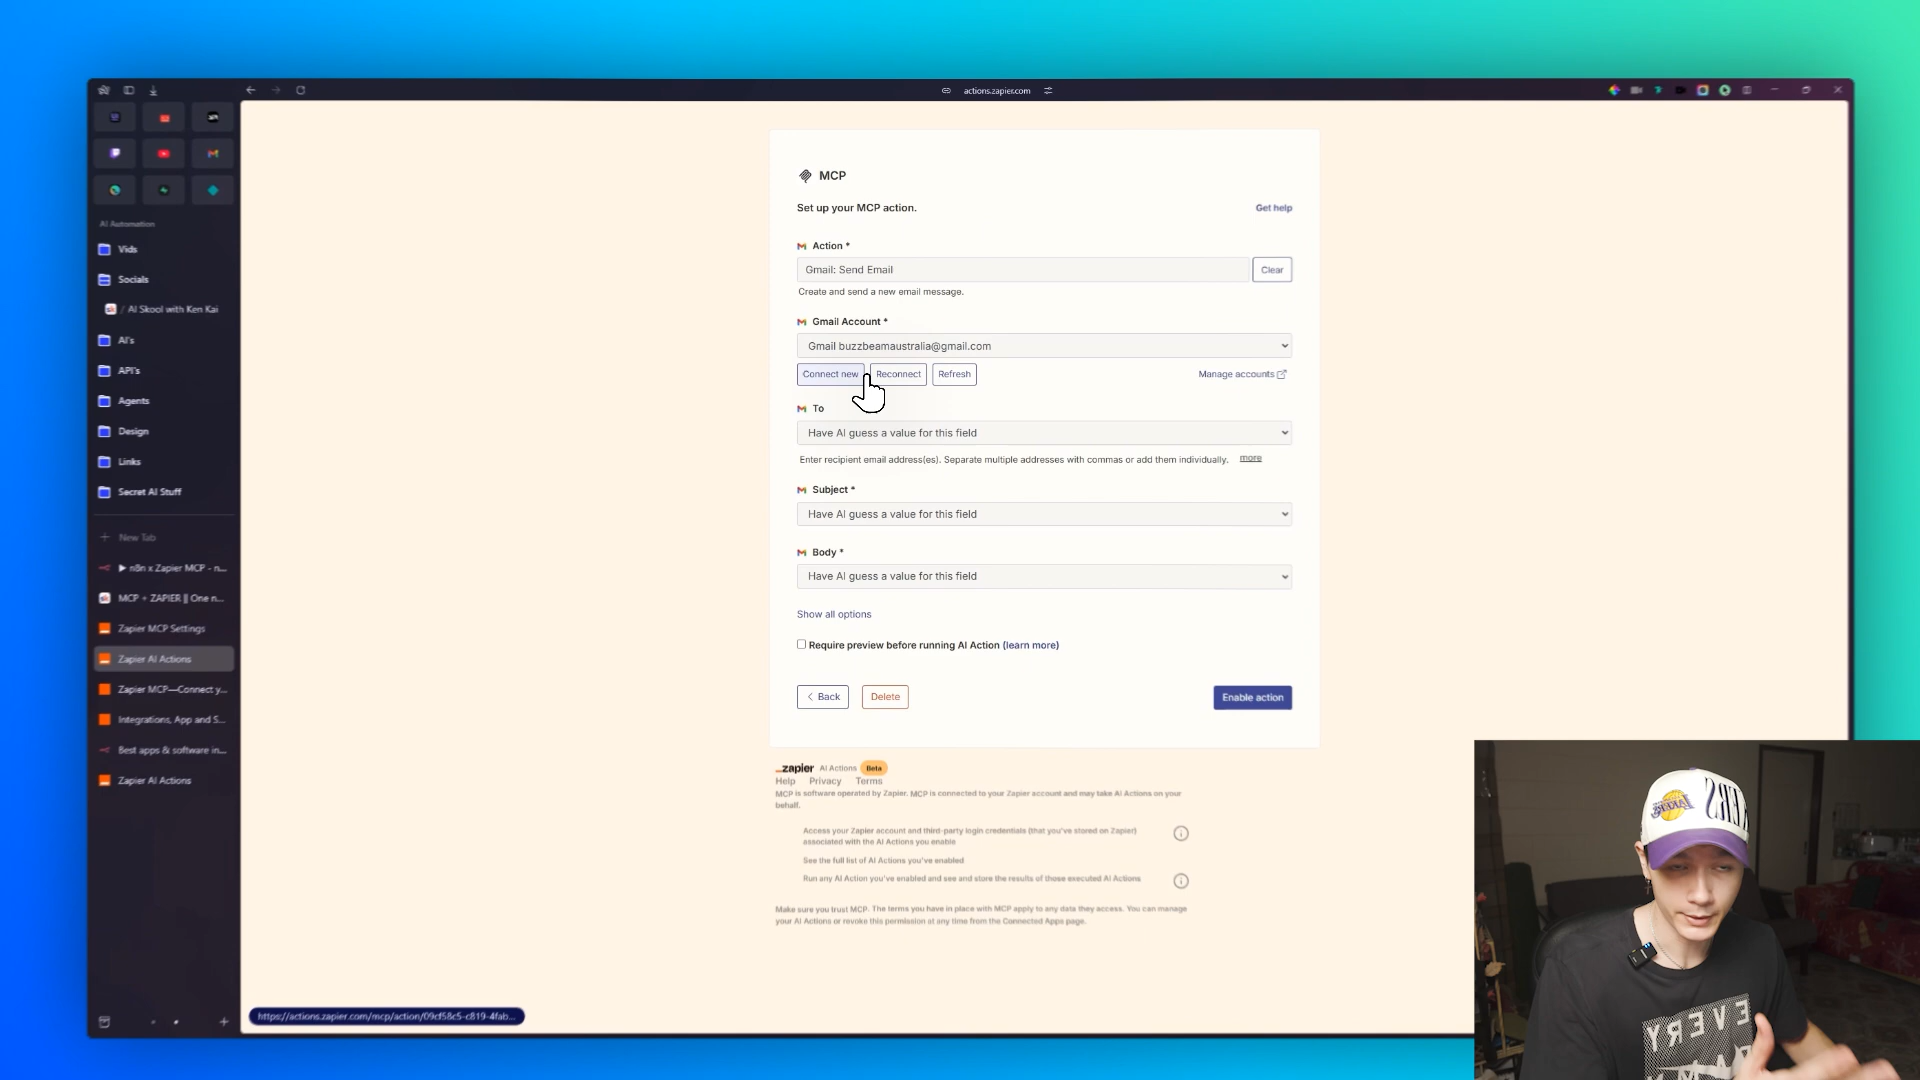 actions.zapier.com
AI Automation
Vids
Socials
/ AI Skool with Ken Kai
AI's
API's
Agents
Design
Links
Secret AI Stuff
New Tab
▶ n8n x Zapier MCP - n...
MCP + ZAPIER || One n...
Zapier MCP Settings
Zapier AI Actions
Zapier MCP—Connect y...
Integrations, App and S...
Best apps & software in...
Zapier AI Actions
MCP
Set up your MCP action.
Get help
Action *
Gmail: Send Email
Clear
Create and send a new email message.
Gmail Account *
Gmail buzzbeamaustralia@gmail.com
Connect new
Reconnect
Refresh
Manage accounts
To
Have AI guess a value for this field
Enter recipient email address(es). Separate multiple addresses with commas or add them individually.
more
Subject *
Have AI guess a value for this field
Body *
Have AI guess a value for this field
Show all options
Require preview before running AI Action (learn more)
Back
Delete
Enable action
zapier AI Actions Beta
Help Privacy Terms
MCP is software operated by Zapier. MCP is connected to your Zapier account and may take AI Actions on your
behalf.
Access your Zapier account and third-party login credentials (that you've stored on Zapier)
associated with the AI Actions you enable
See the full list of AI Actions you've enabled
Run any AI Action you've enabled and see and store the results of those executed AI Actions
Make sure you trust MCP. The terms you have in place with MCP apply to any data they access. You can manage
your AI Actions or revoke this permission at any time from the Connected Apps page.
https://actions.zapier.com/mcp/action/09cf58c5-c819-4fab...
EVERY